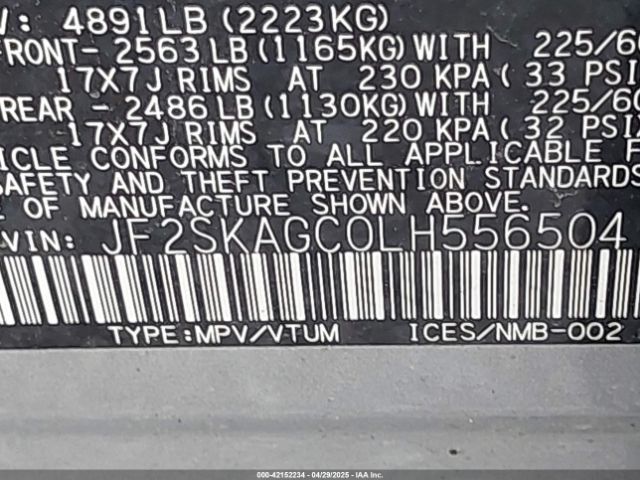 : 4891LB (2223KG)
FRONT- 2563LB(1165KG)WITH 225/6
17X7J RIMS AT 230 KPA( 33 PSI
REAR - 2486LB(1130KG)WITH 225/6
17X7J RIMS AT 220 KPA( 32 PSI
ICLE CONFORMS TO ALL APPLICABLE F
SAFETY AND THEFT PREVENTION STANDARDS
E OF MANUFACTURE SHOWN ABOVE.
VIN: JF2SKAGC0LH556504
TYPE:MPV/VTUM ICES/NMB-002
000-42152234 04/29/2025 IAAI.COM